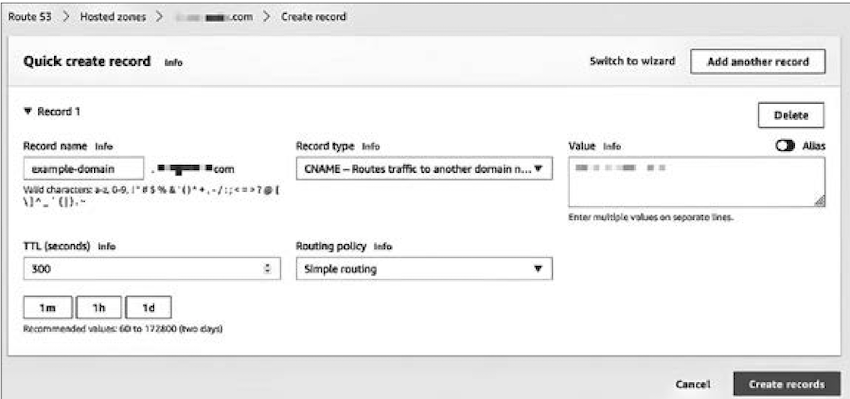 Route 53 > Hosted zones > .com > Create record
Quick create record Info
Switch to wizard
Add another record
▼ Record 1
Delete
Record name Info
Record type Info
Value Info
Alias
example-domain
.com
CNAME – Routes traffic to another domain n... ▼
Valid characters: a-z, 0-9, ! " # $ % & ' ( ) * + , - / : ; < = > ? @ [
\ ] ^ _ ` { | } . ~
Enter multiple values on separate lines.
TTL (seconds) Info
Routing policy Info
300
Simple routing ▼
1m
1h
1d
Recommended values: 60 to 172800 (two days)
Cancel
Create records